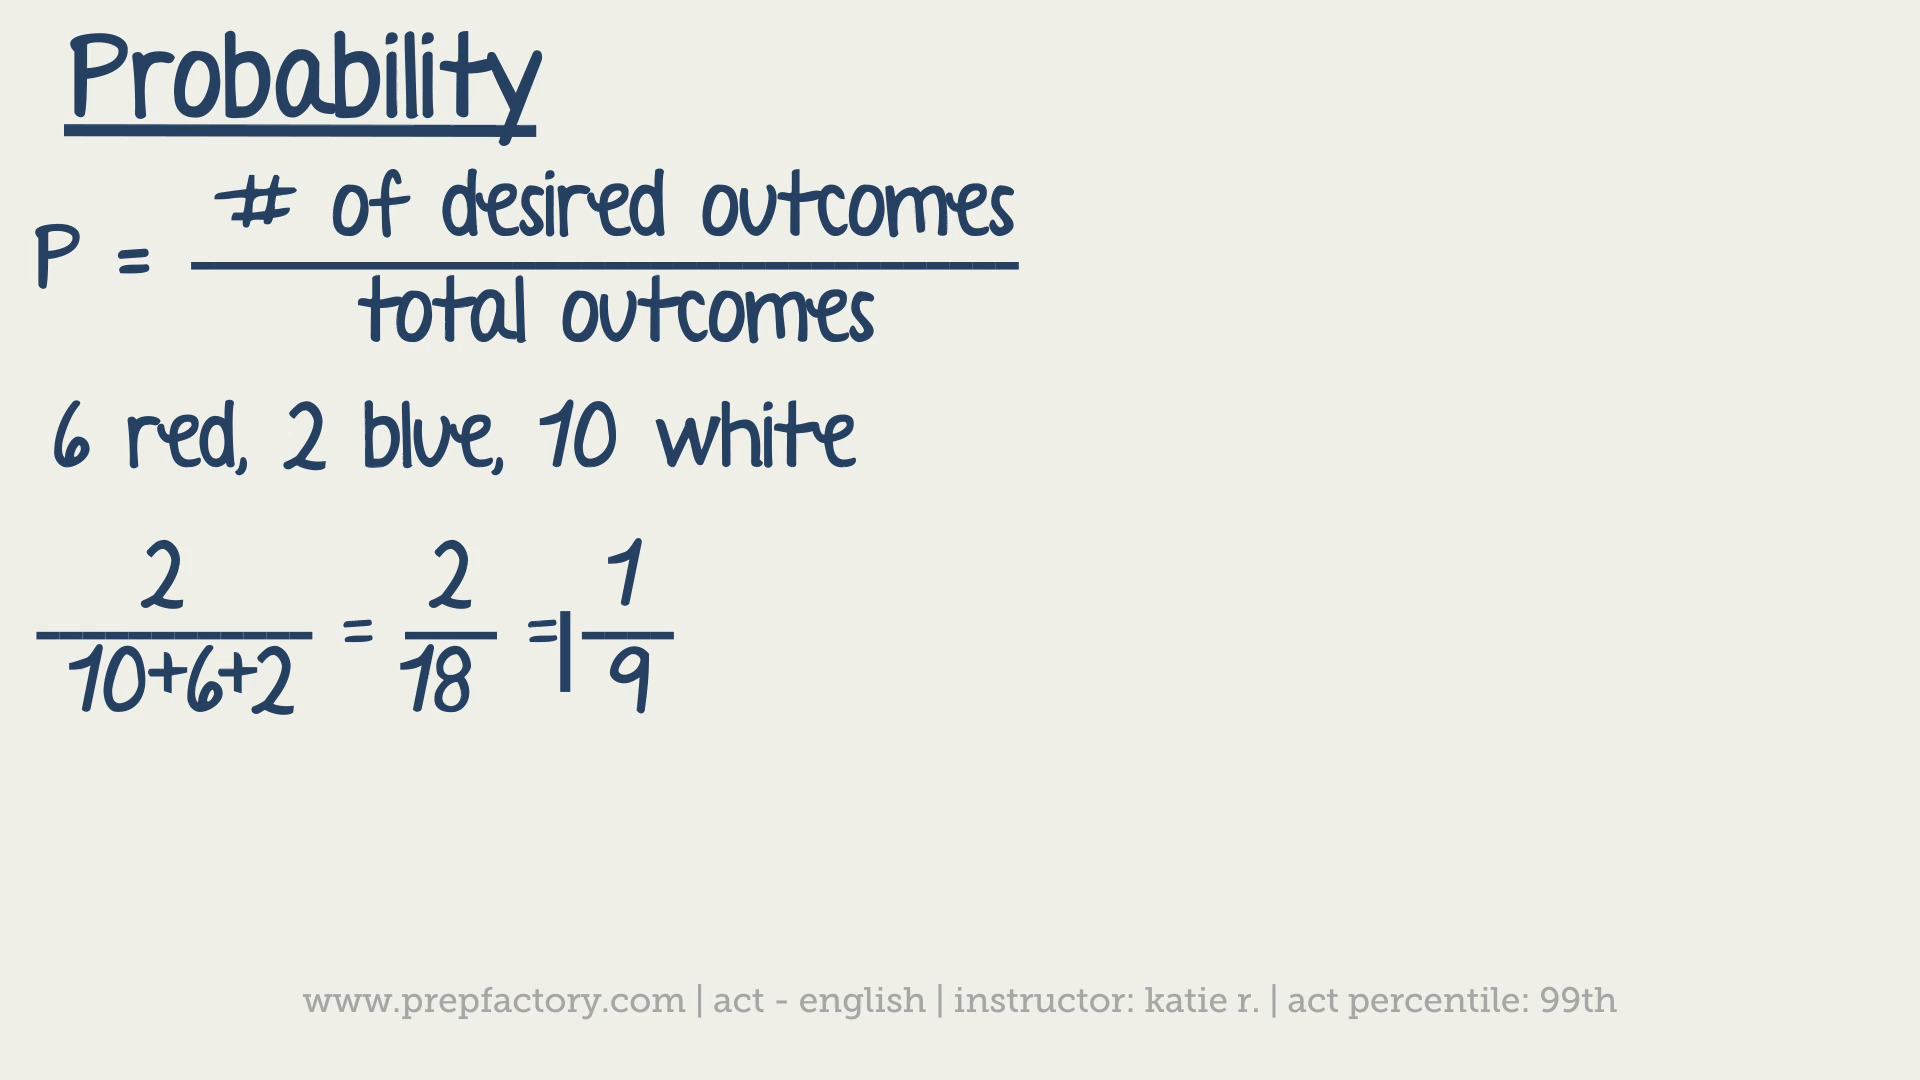 Probability
P = # of desired outcomes
total outcomes
6 red, 2 blue, 10 white
2 = 2 = 1
10+6+2 18 9
www.prepfactory.com | act - english | instructor: katie r. | act percentile: 99th